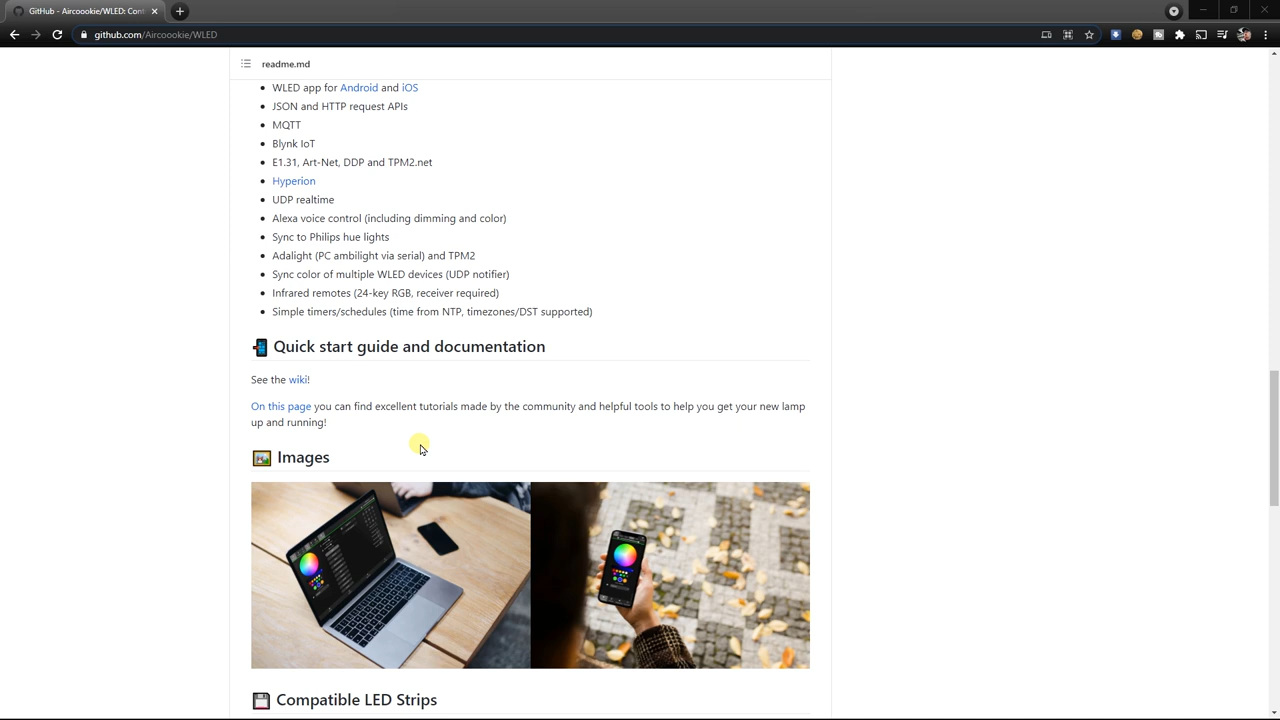 GitHub - Aircoookie/WLED: Cont
github.com/Aircoookie/WLED
readme.md
WLED app for Android and iOS
JSON and HTTP request APIs
MQTT
Blynk IoT
E1.31, Art-Net, DDP and TPM2.net
Hyperion
UDP realtime
Alexa voice control (including dimming and color)
Sync to Philips hue lights
Adalight (PC ambilight via serial) and TPM2
Sync color of multiple WLED devices (UDP notifier)
Infrared remotes (24-key RGB, receiver required)
Simple timers/schedules (time from NTP, timezones/DST supported)
Quick start guide and documentation
See the wiki!
On this page you can find excellent tutorials made by the community and helpful tools to help you get your new lamp
up and running!
Images
Compatible LED Strips